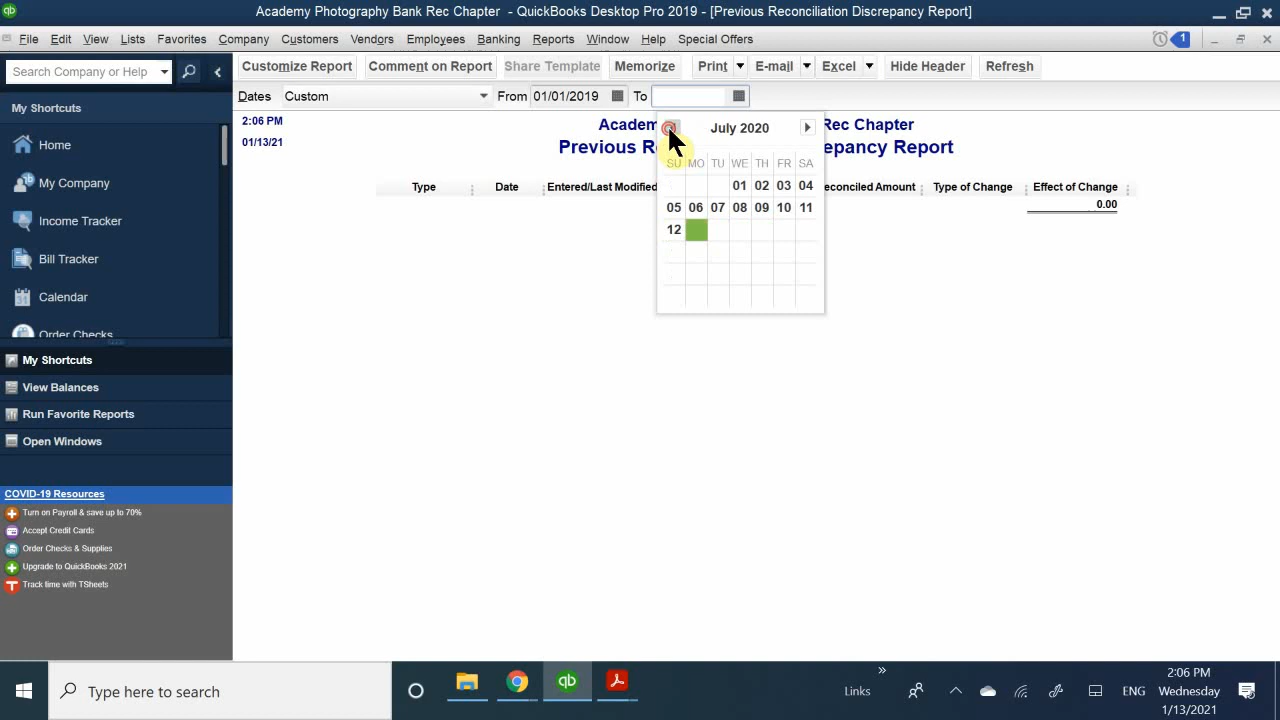 Academy Photography Bank Rec Chapter - QuickBooks Desktop Pro 2019 - [Previous Reconciliation Discrepancy Report]
File Edit View Lists Favorites Company Customers Vendors Employees Banking Reports Window Help Special Offers
1
Search Company or Help
Customize Report Comment on Report Share Template Memorize Print E-mail Excel Hide Header Refresh
Dates Custom From 01/01/2019 To
My Shortcuts
Home
My Company
Income Tracker
Bill Tracker
Calendar
Order Checks
My Shortcuts
View Balances
Run Favorite Reports
Open Windows
COVID-19 Resources
Turn on Payroll & save up to 70%
Accept Credit Cards
Order Checks & Supplies
Upgrade to QuickBooks 2021
Track time with TSheets
2:06 PM
01/13/21
Academ Rec Chapter
Previous R epancy Report
Type Date Entered/Last Modified econciled Amount Type of Change Effect of Change
0.00
July 2020
SU MO TU WE TH FR SA
01 02 03 04
05 06 07 08 09 10 11
12
qb
Type here to search
qb
Links
ENG
2:06 PM
Wednesday
1/13/2021